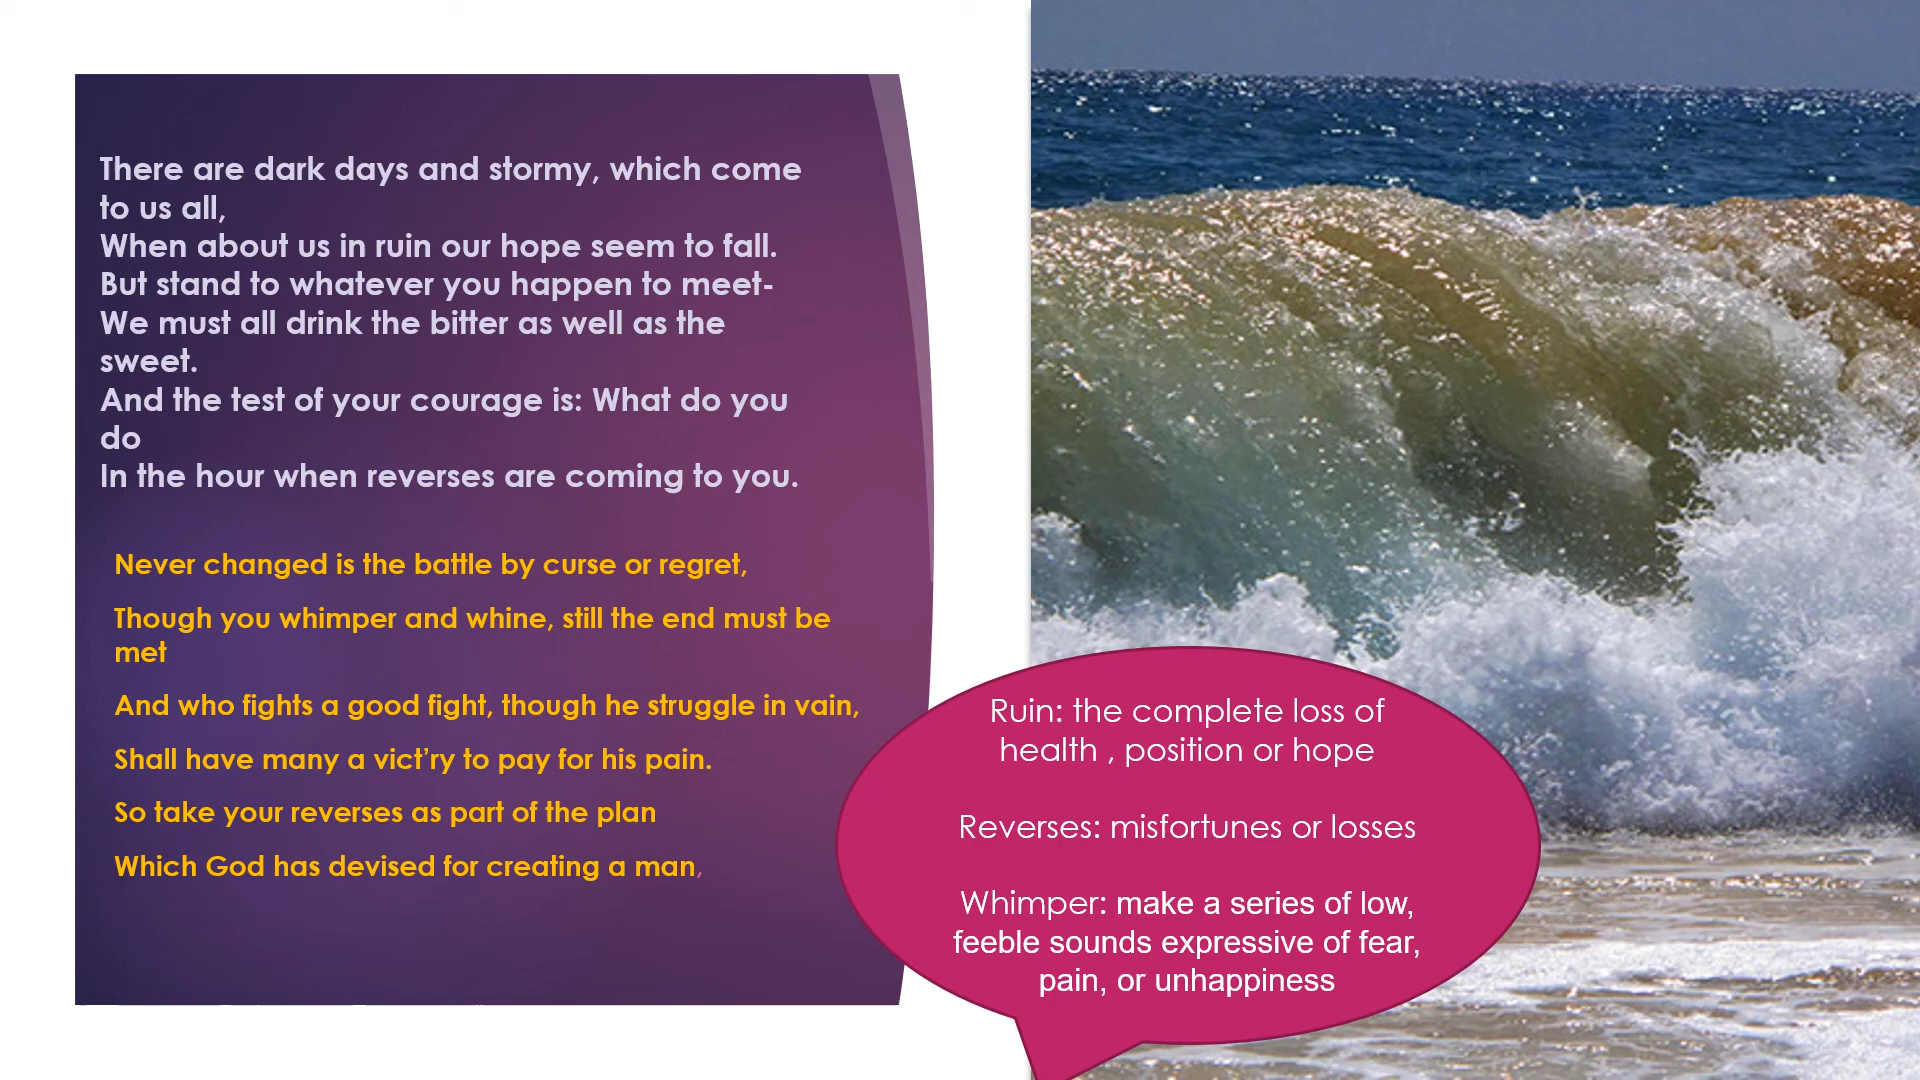 There are dark days and stormy, which come
to us all,
When about us in ruin our hope seem to fall.
But stand to whatever you happen to meet-
We must all drink the bitter as well as the
sweet.
And the test of your courage is: What do you
do
In the hour when reverses are coming to you.
Never changed is the battle by curse or regret,
Though you whimper and whine, still the end must be
met
And who fights a good fight, though he struggle in vain,
Shall have many a vict’ry to pay for his pain.
So take your reverses as part of the plan
Which God has devised for creating a man,
Ruin: the complete loss of
health , position or hope
Reverses: misfortunes or losses
Whimper: make a series of low,
feeble sounds expressive of fear,
pain, or unhappiness